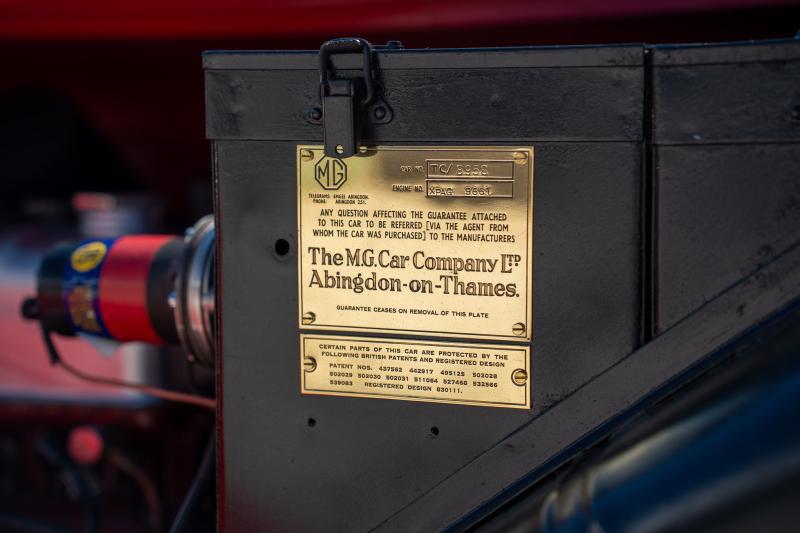 MG
CAR NO. TC/8958
ENGINE NO. XPAG 9661
TELEGRAMS: EMGEE ABINGDON.
PHONE: ABINGDON 251.
ANY QUESTION AFFECTING THE GUARANTEE ATTACHED
TO THIS CAR TO BE REFERRED [VIA THE AGENT FROM
WHOM THE CAR WAS PURCHASED] TO THE MANUFACTURERS
The M.G. Car Company LTD
Abingdon-on-Thames.
GUARANTEE CEASES ON REMOVAL OF THIS PLATE
CERTAIN PARTS OF THIS CAR ARE PROTECTED BY THE
FOLLOWING BRITISH PATENTS AND REGISTERED DESIGN
PATENT NOS. 437562 442917 495125 502028
502029 502030 502031 511064 527468 532566
539083 REGISTERED DESIGN 830111.